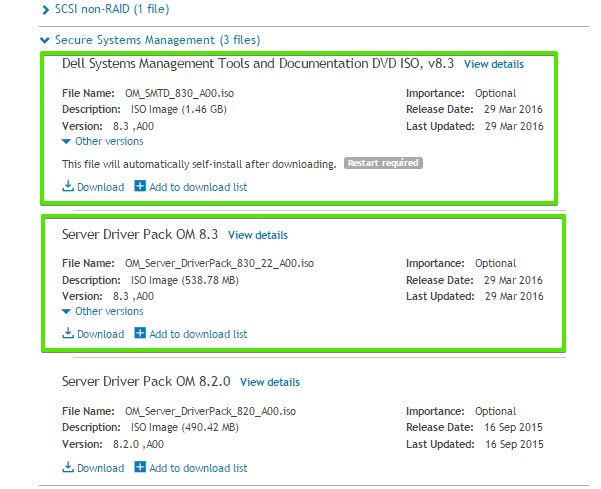 SCSI non-RAID (1 file)
Secure Systems Management (3 files)
Dell Systems Management Tools and Documentation DVD ISO, v8.3 View details
File Name: OM_SMTD_830_A00.iso Importance: Optional
Description: ISO Image (1.46 GB) Release Date: 29 Mar 2016
Version: 8.3 ,A00 Last Updated: 29 Mar 2016
Other versions
This file will automatically self-install after downloading. Restart required
Download Add to download list
Server Driver Pack OM 8.3 View details
File Name: OM_Server_DriverPack_830_22_A00.iso Importance: Optional
Description: ISO Image (538.78 MB) Release Date: 29 Mar 2016
Version: 8.3 ,A00 Last Updated: 29 Mar 2016
Other versions
Download Add to download list
Server Driver Pack OM 8.2.0 View details
File Name: OM_Server_DriverPack_820_A00.iso Importance: Optional
Description: ISO Image (490.42 MB) Release Date: 16 Sep 2015
Version: 8.2.0 ,A00 Last Updated: 16 Sep 2015
Download Add to download list